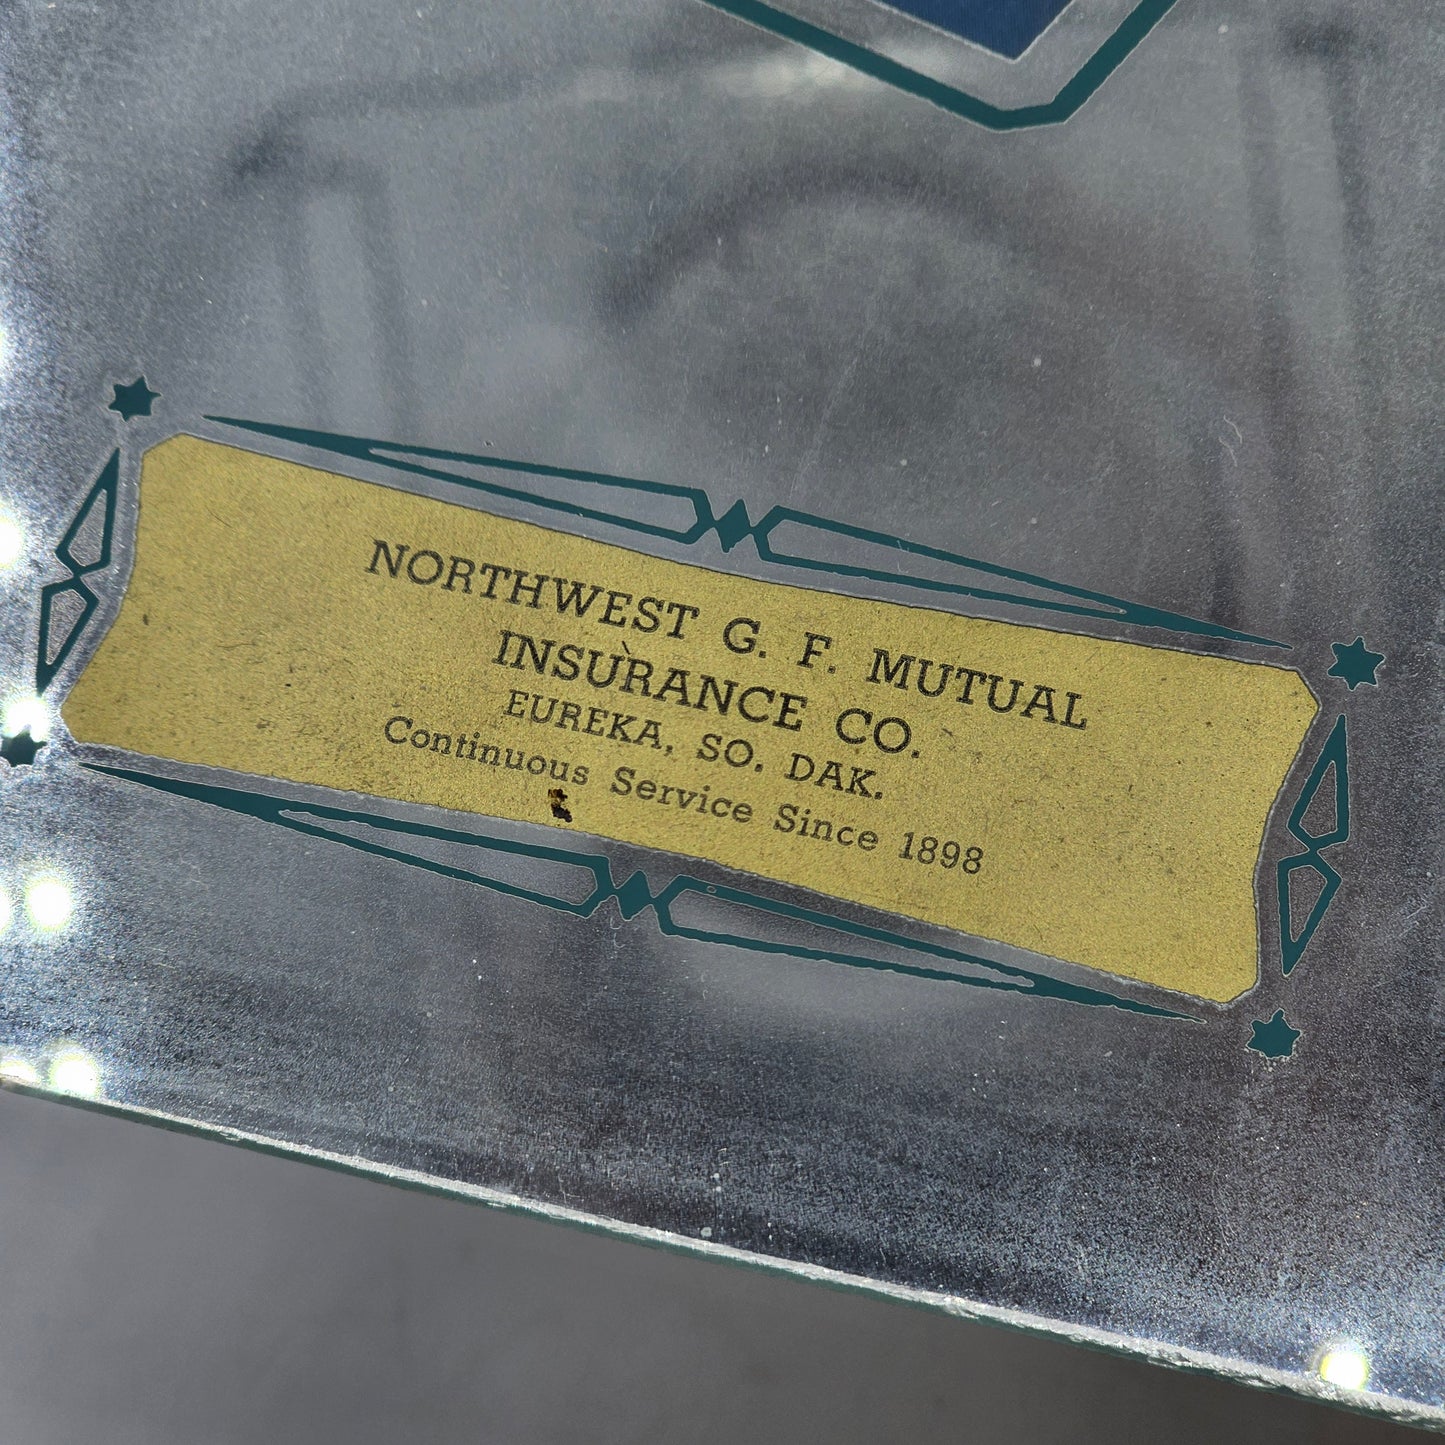 NORTHWEST G. F. MUTUAL
INSURANCE CO.
EUREKA, SO. DAK.
Continuous Service Since 1898